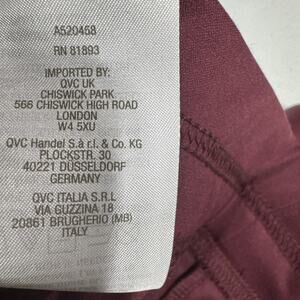 A520458
RN 81893
IMPORTED BY:
QVC UK
CHISWICK PARK
566 CHISWICK HIGH ROAD
LONDON
W4 5XU
QVC Handel S.à r.l. & Co. KG
PLOCKSTR. 30
40221 DÜSSELDORF
GERMANY
QVC ITALIA S.R.L
VIA GUZZINA 18
20861 BRUGHERIO (MB)
ITALY